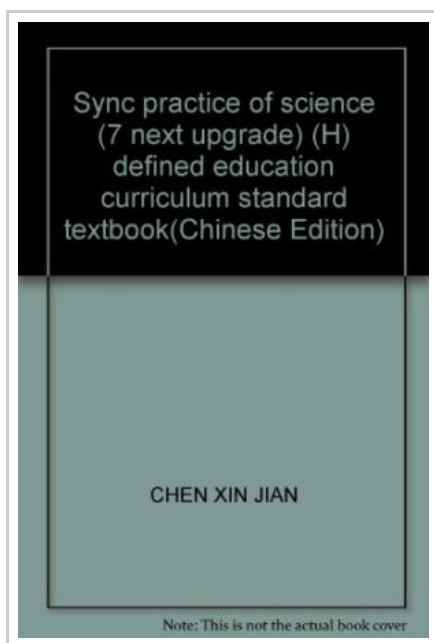 Sync practice of science
(7 next upgrade) (H)
defined education
curriculum standard
textbook(Chinese Edition)
CHEN XIN JIAN
Note: This is not the actual book cover